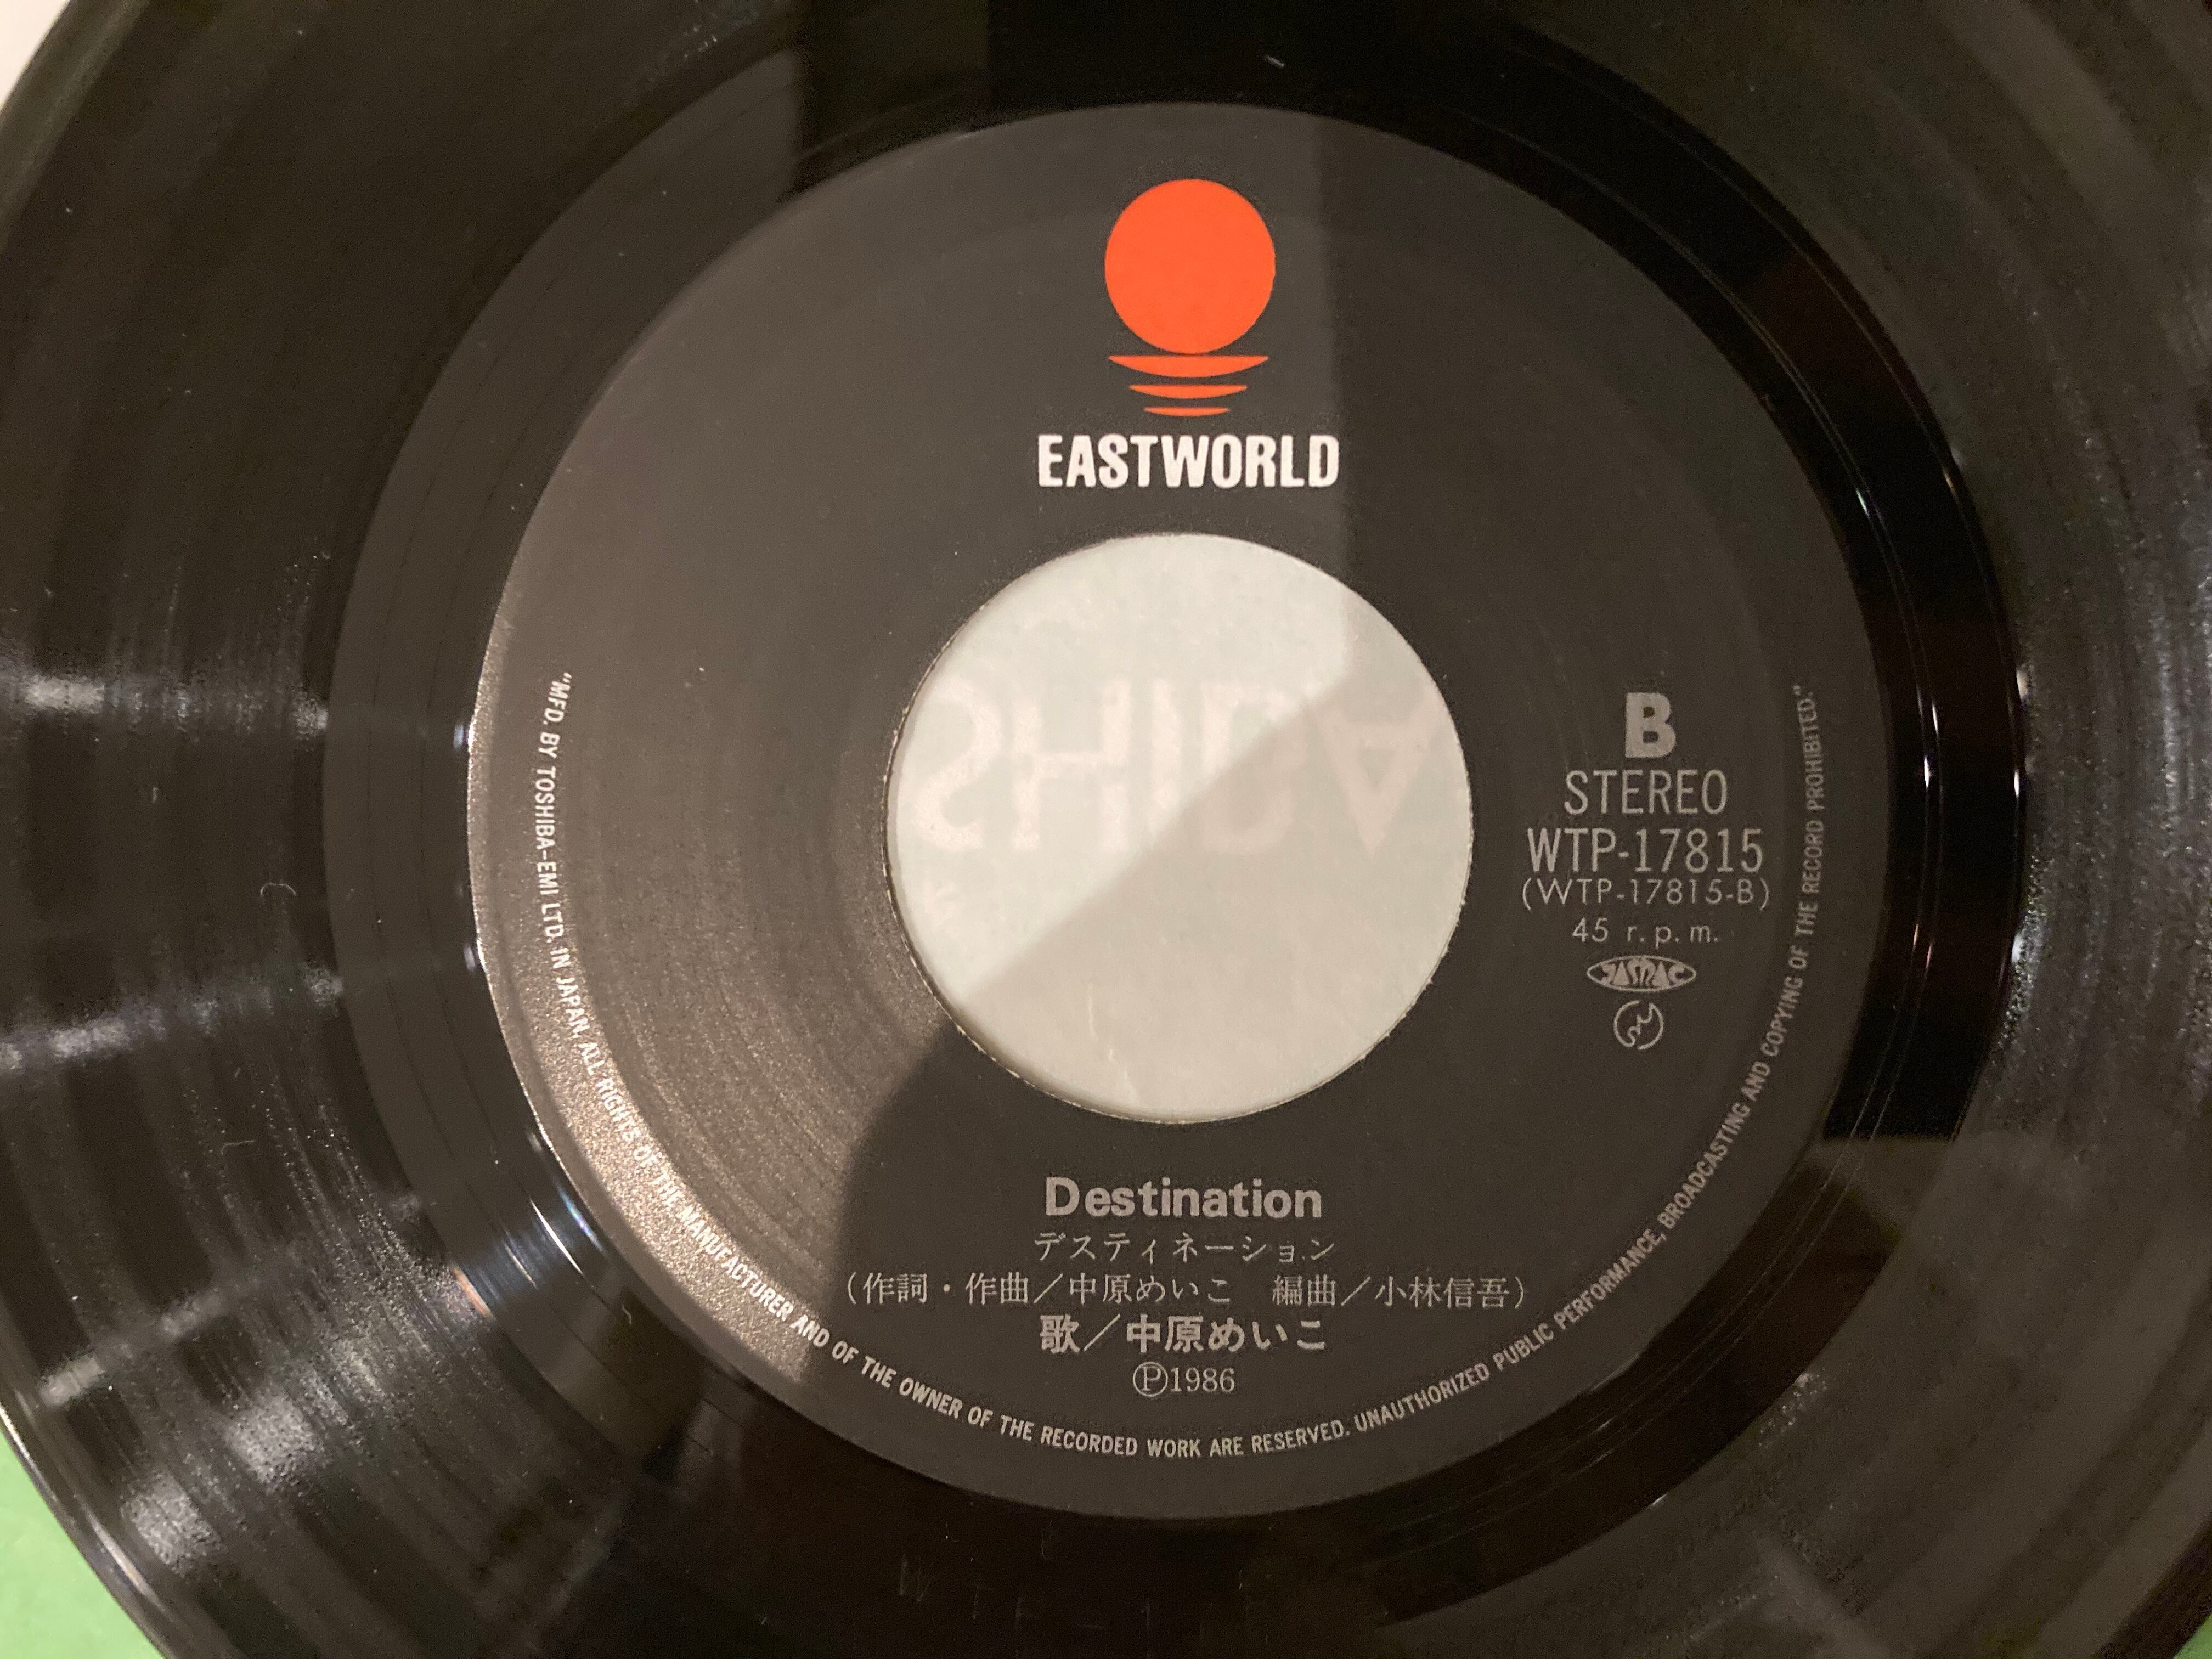 EASTWORLD
B
STEREO
WTP-17815
(WTP-17815-B)
45 r.p.m.
JASRAC
Destination
デスティネーション
(作詞・作曲／中原めいこ　編曲／小林信吾)
歌／中原めいこ
Ⓟ1986
"MFD. BY TOSHIBA-EMI LTD. IN JAPAN. ALL RIGHTS OF THE MANUFACTURER AND OF THE OWNER OF THE RECORDED WORK ARE RESERVED. UNAUTHORIZED PUBLIC PERFORMANCE, BROADCASTING AND COPYING OF THE RECORD PROHIBITED."